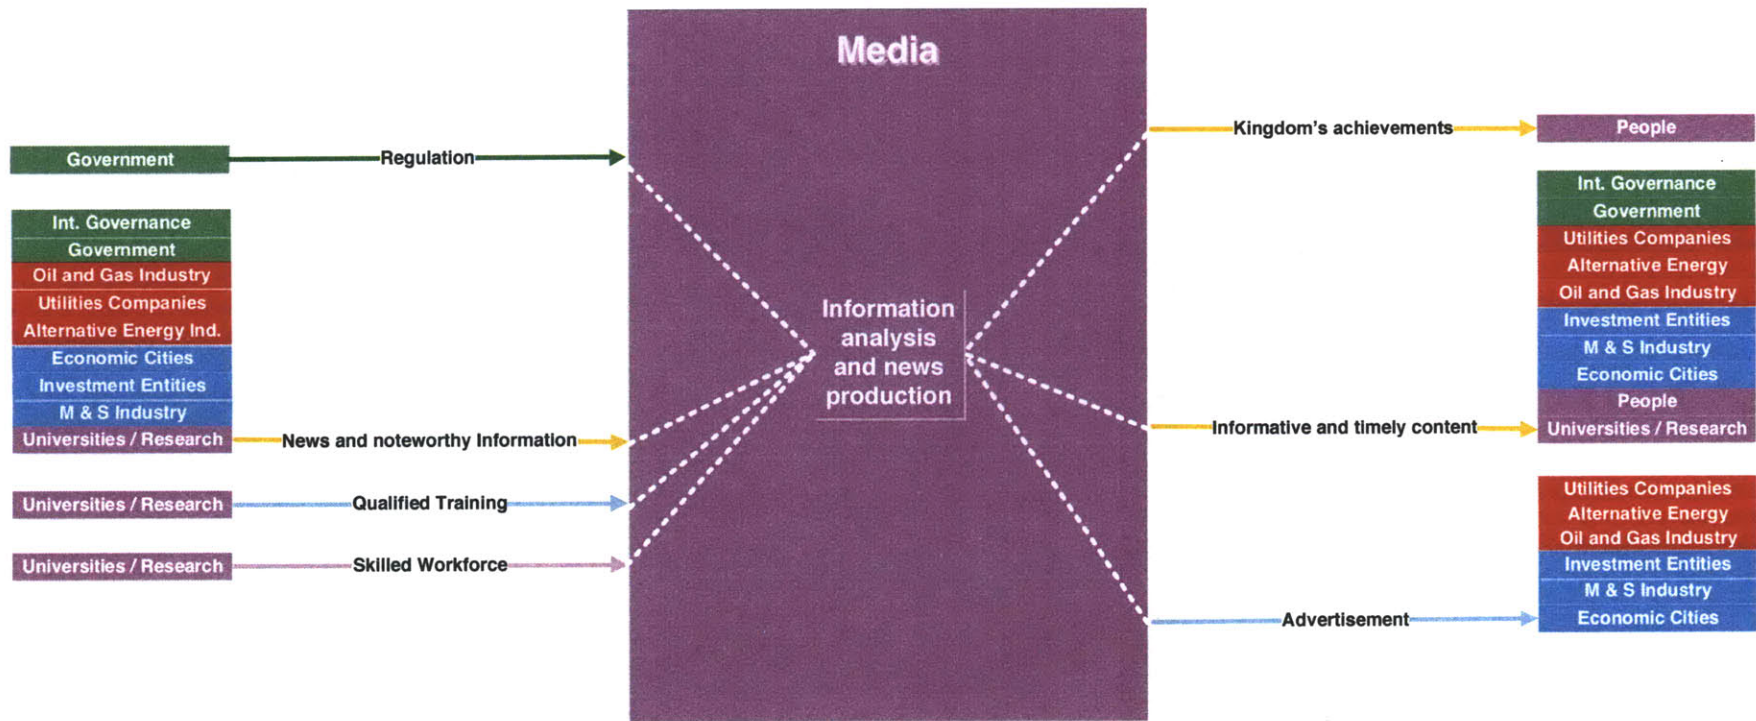 Media
Government
Regulation
Int. Governance
Government
Oil and Gas Industry
Utilities Companies
Alternative Energy Ind.
Economic Cities
Investment Entities
M & S Industry
Universities / Research
News and noteworthy Information
Universities / Research
Qualified Training
Universities / Research
Skilled Workforce
Information
analysis
and news
production
Kingdom's achievements
People
Int. Governance
Government
Utilities Companies
Alternative Energy
Oil and Gas Industry
Investment Entities
M & S Industry
Economic Cities
People
Informative and timely content
Universities / Research
Utilities Companies
Alternative Energy
Oil and Gas Industry
Investment Entities
M & S Industry
Advertisement
Economic Cities